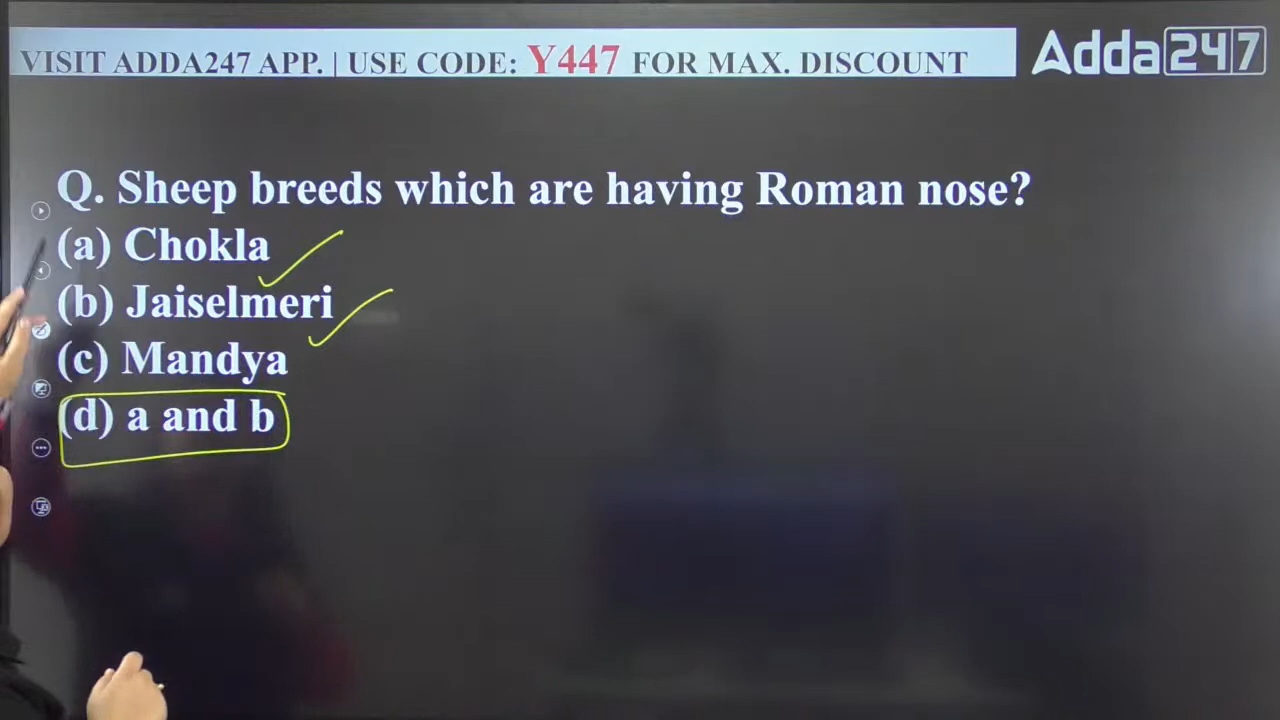 VISIT ADDA247 APP. | USE CODE: Y447 FOR MAX. DISCOUNT
Adda247
Q. Sheep breeds which are having Roman nose?
(a) Chokla
(b) Jaiselmeri
(c) Mandya
(d) a and b